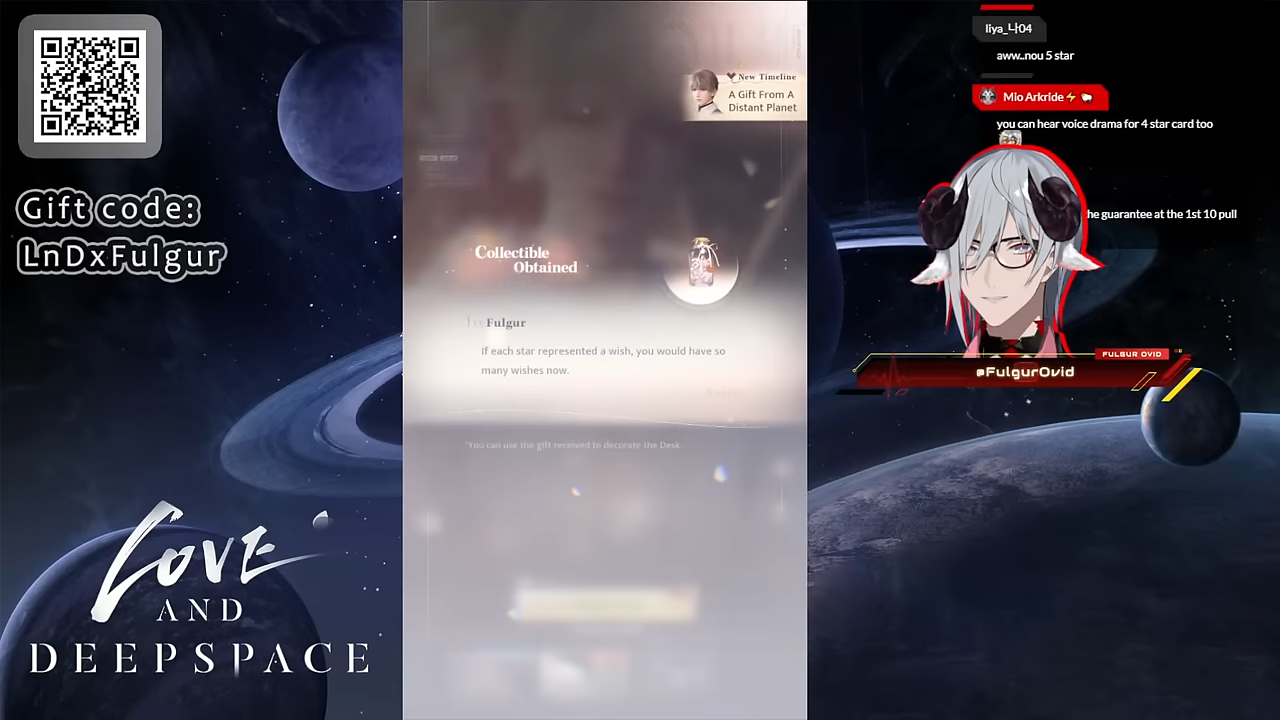 Gift code:
LnDxFulgur
LOVE
AND
DEEPSPACE
New Timeline
A Gift From A
Distant Planet
Collectible
Obtained
Fulgur
If each star represented a wish, you would have so
many wishes now.
*You can use the gift received to decorate the Desk.
liya_나04
aww..nou 5 star
Mio Arkride
you can hear voice drama for 4 star card too
he guarantee at the 1st 10 pull
FULGUR OVID
@FulgurOvid